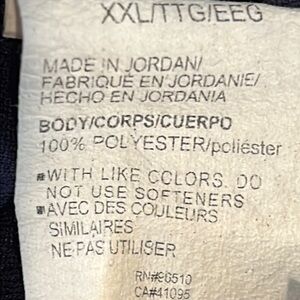 XXL/TTG/EEG
MADE IN JORDAN/
FABRIQUÉ EN JORDANIE/
HECHO EN JORDANIA
BODY/CORPS/CUERPO
100% POLYESTER/poliéster
WITH LIKE COLORS. DO
NOT USE SOFTENERS
AVEC DES COULEURS
SIMILAIRES
NE PAS UTILISER
RN#96510
CA#41095